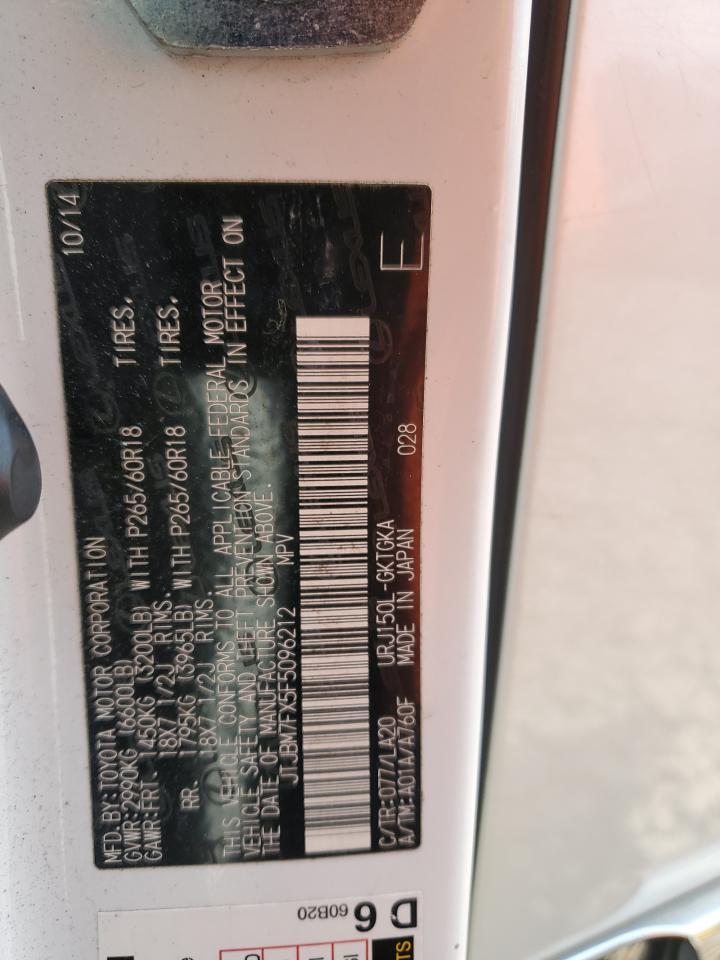 MFD.BY:TOYOTA MOTOR CORPORATION 10/14
GVWR:2990KG (6600LB)
GAWR:FRT. 1450KG (3200LB) WITH P265/60R18 TIRES,
18X7 1/2J RIMS.
RR. 1795KG (3965LB) WITH P265/60R18 TIRES.
18X7 1/2J RIMS
THIS VEHICLE CONFORMS TO ALL APPLICABLE FEDERAL MOTOR
VEHICLE SAFETY AND THEFT PREVENTION STANDARDS IN EFFECT ON
THE DATE OF MANUFACTURE SHOWN ABOVE.
JTJBM7FX5F5096212 MPV
C/TR:077/LA20 URJ150L-GKTGKA
A/TM:A01A/A760F MADE IN JAPAN 028
E
60B20
D 6